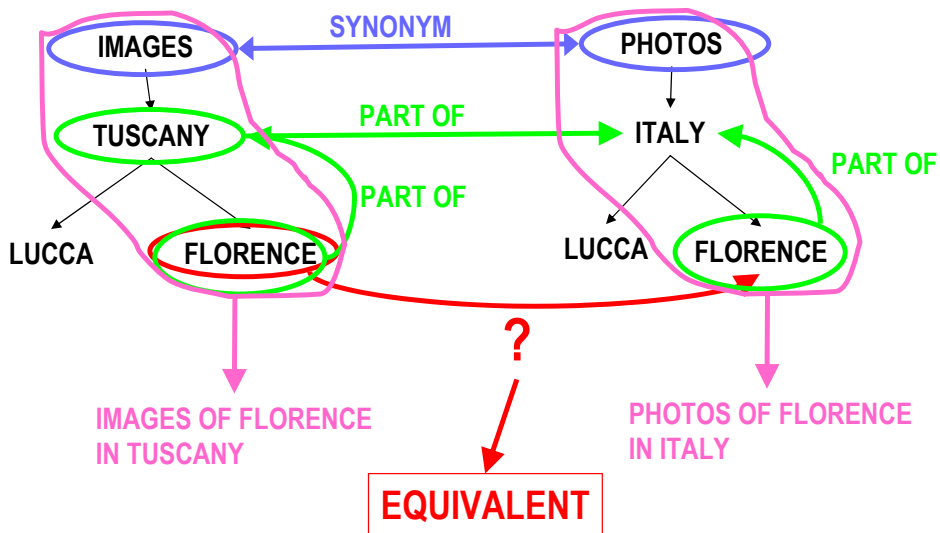 IMAGES
SYNONYM
PHOTOS
TUSCANY
PART OF
ITALY
PART OF
PART OF
LUCCA
FLORENCE
LUCCA
FLORENCE
?
IMAGES OF FLORENCE
IN TUSCANY
PHOTOS OF FLORENCE
IN ITALY
EQUIVALENT